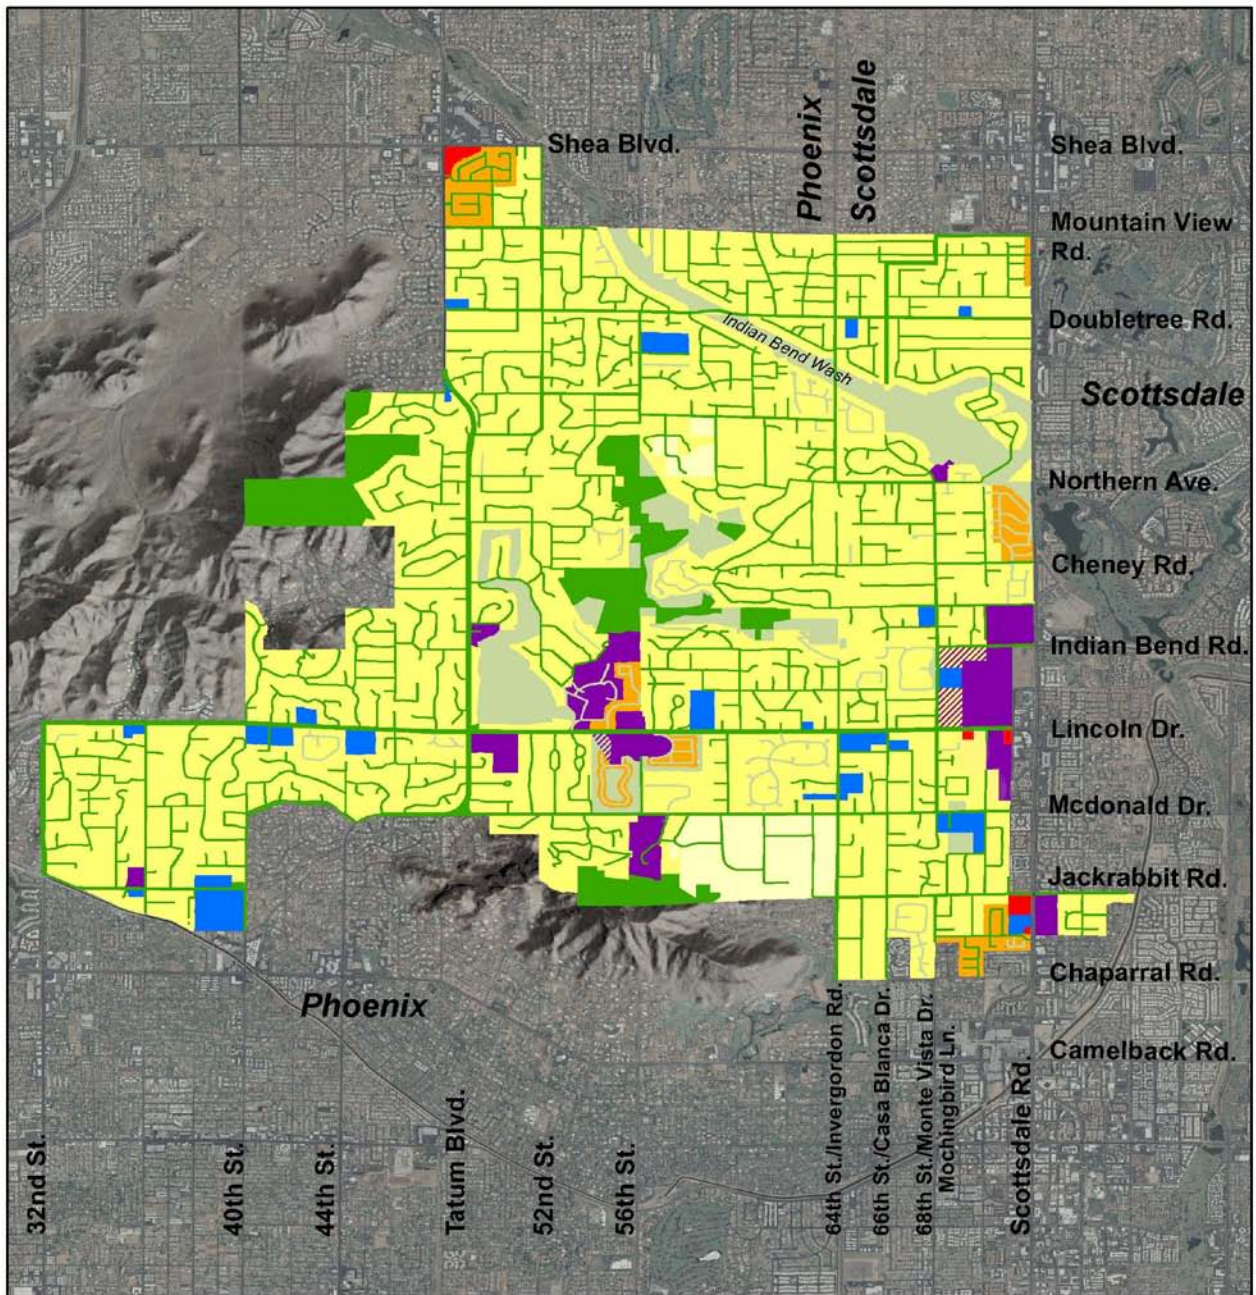 Phoenix
Scottsdale
Shea Blvd.
Shea Blvd.
Mountain View
Rd.
Indian Bend Wash
Doubletree Rd.
Scottsdale
Northern Ave.
Cheney Rd.
Indian Bend Rd.
Lincoln Dr.
Mcdonald Dr.
Jackrabbit Rd.
Chaparral Rd.
Phoenix
Camelback Rd.
32nd St.
40th St.
44th St.
Tatum Blvd.
52nd St.
56th St.
64th St./Invergordon Rd.
66th St./Casa Blanca Dr.
68th St./Monte Vista Dr.
Mochingbird Ln.
Scottsdale Rd.